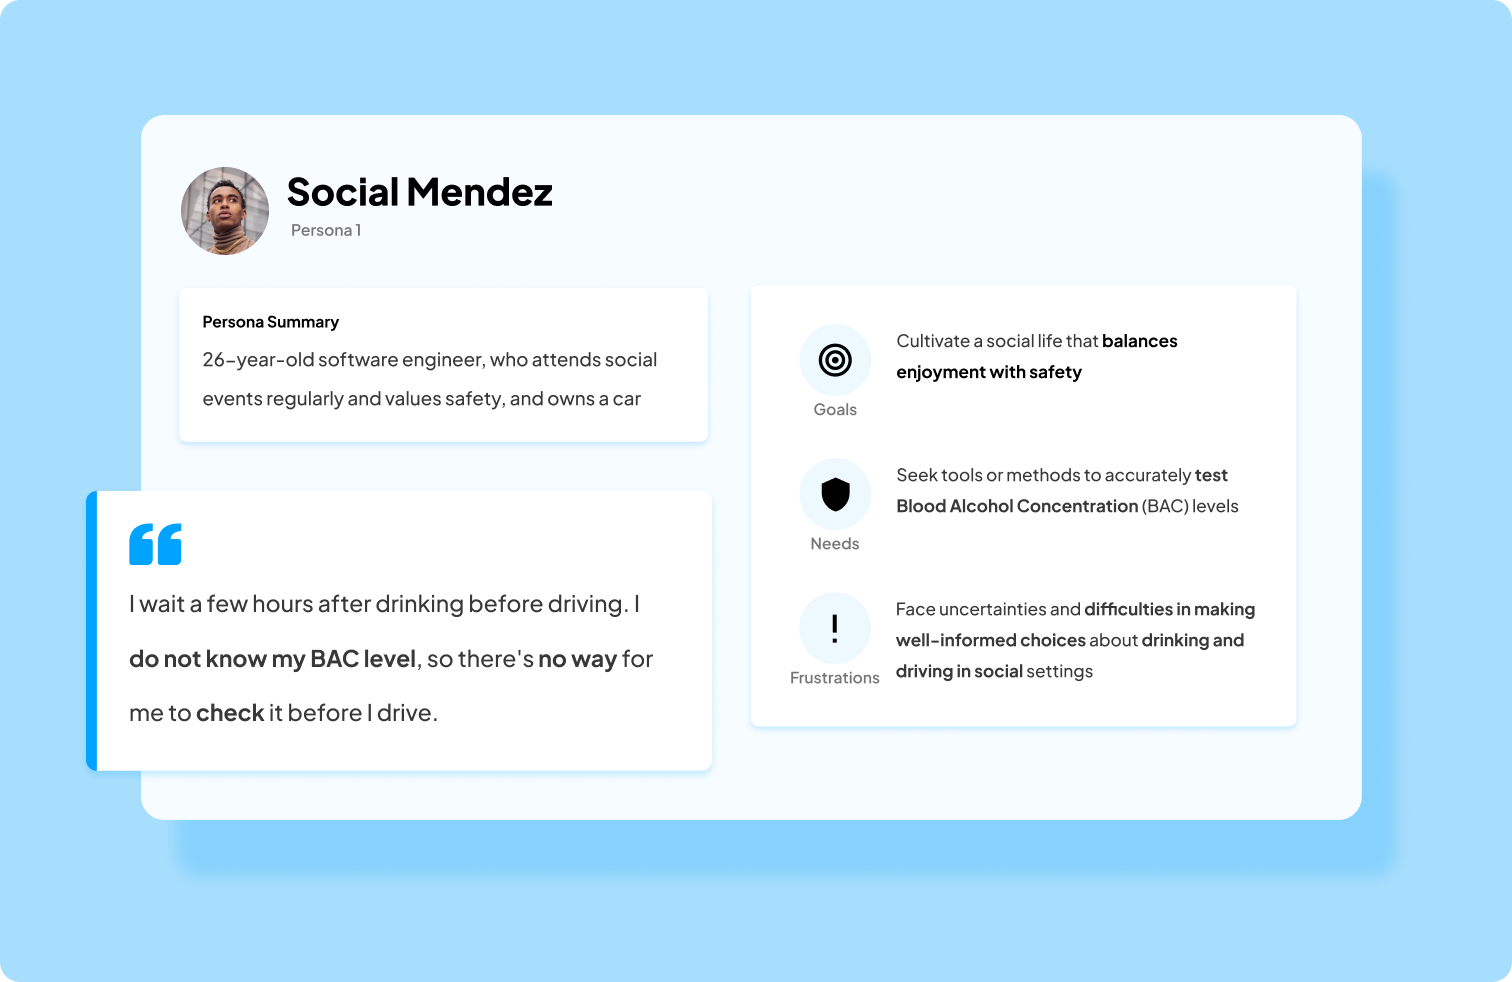 Social Mendez
Persona 1
Persona Summary
26-year-old software engineer, who attends social
events regularly and values safety, and owns a car
I wait a few hours after drinking before driving. I
do not know my BAC level, so there's no way for
me to check it before I drive.
Goals
Cultivate a social life that balances
enjoyment with safety
Needs
Seek tools or methods to accurately test
Blood Alcohol Concentration (BAC) levels
Frustrations
Face uncertainties and difficulties in making
well-informed choices about drinking and
driving in social settings